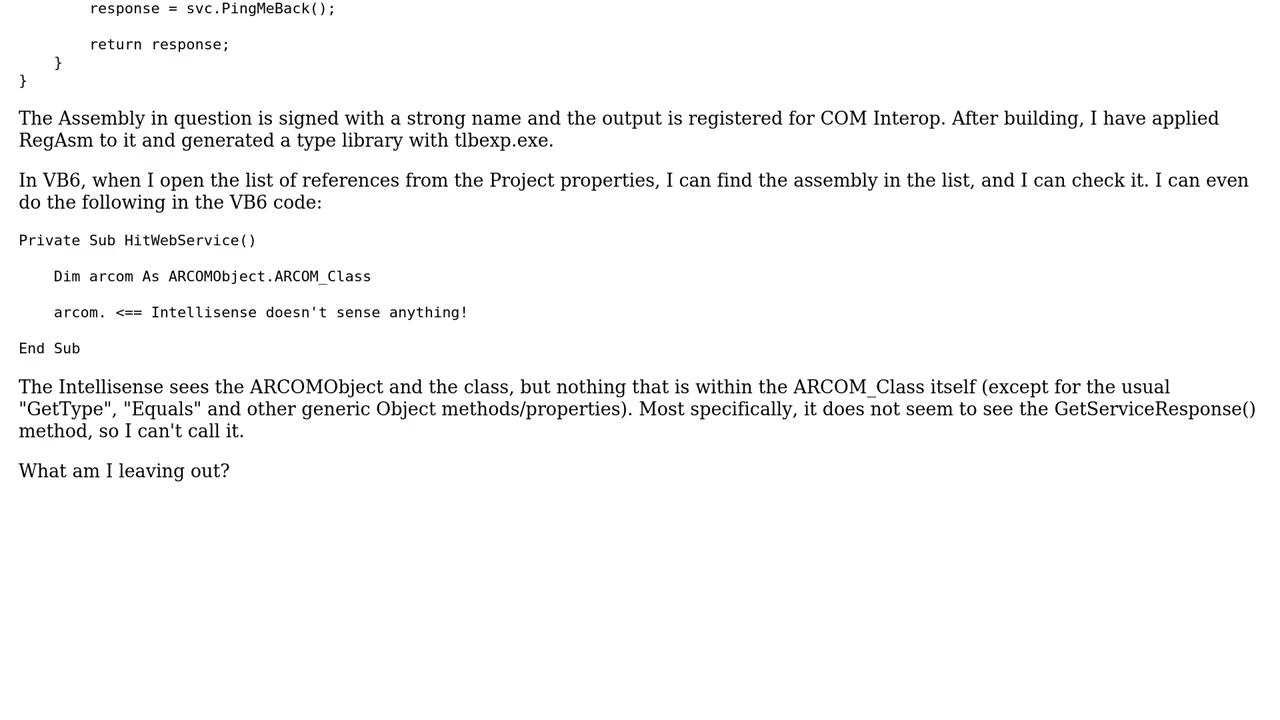 response = svc.PingMeBack();
return response;
}
}
The Assembly in question is signed with a strong name and the output is registered for COM Interop. After building, I have applied
RegAsm to it and generated a type library with tlbexp.exe.
In VB6, when I open the list of references from the Project properties, I can find the assembly in the list, and I can check it. I can even
do the following in the VB6 code:
Private Sub HitWebService()
Dim arcom As ARCOMObject.ARCOM_Class
arcom. <== Intellisense doesn't sense anything!
End Sub
The Intellisense sees the ARCOMObject and the class, but nothing that is within the ARCOM_Class itself (except for the usual
"GetType", "Equals" and other generic Object methods/properties). Most specifically, it does not seem to see the GetServiceResponse()
method, so I can't call it.
What am I leaving out?